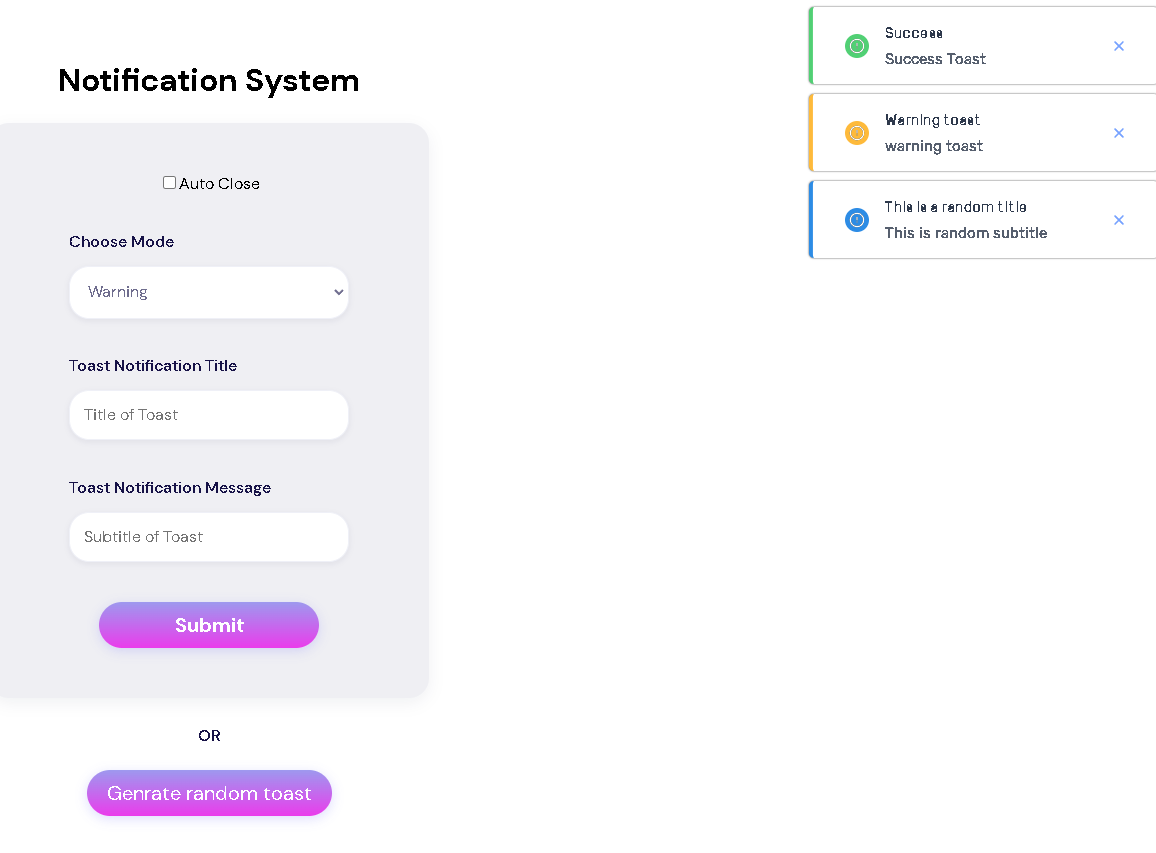 Notification System
Auto Close
Choose Mode
Warning
Toast Notification Title
Title of Toast
Toast Notification Message
Subtitle of Toast
Submit
OR
Genrate random toast
Success
Success Toast
Warning toast
warning toast
This is a random title
This is random subtitle